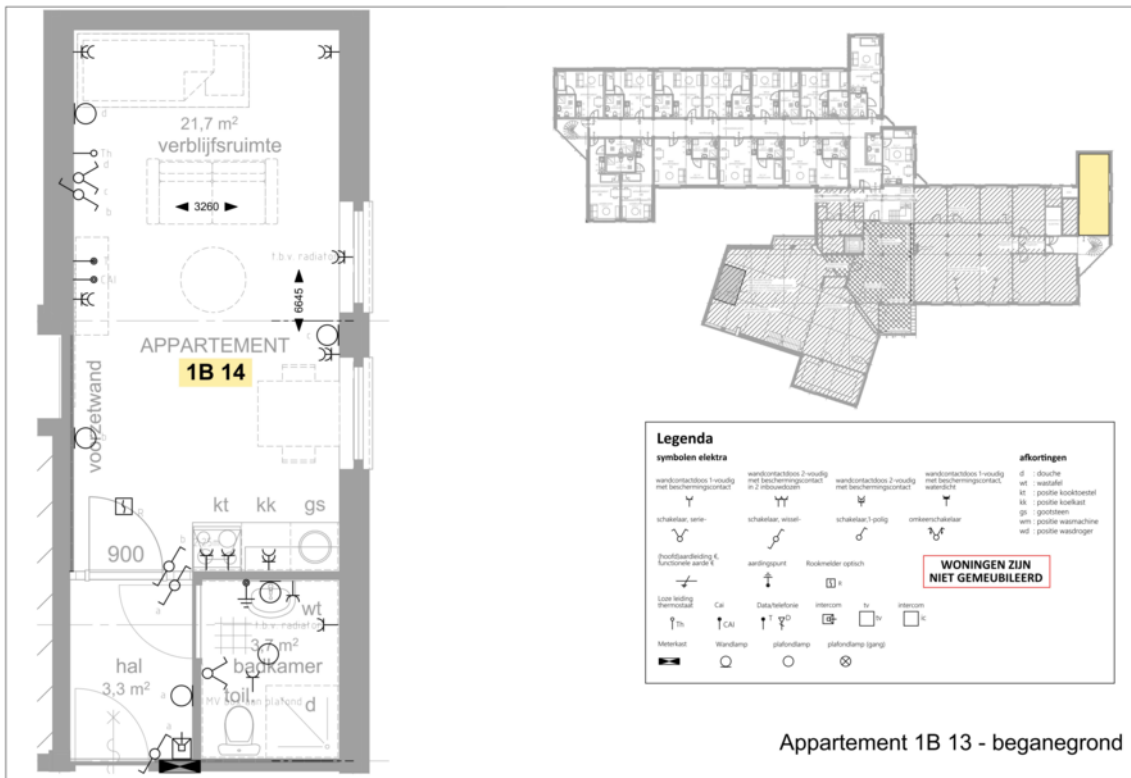 d
21,7 m²
verblijfsruimte
Th
d
c
b
3260
t.b.v. radiator
CAI
6645
c
APPARTEMENT
1B 14
voorzetwand
b
kt kk gs
R
900
b
a
wt
t.b.v. radiator
3,7 m²
hal
badkamer
3,3 m²
toil.
a
d
a
Legenda
symbolen elektra
wandcontactdoos 1-voudig
met beschermingscontact
wandcontactdoos 2-voudig
met beschermingscontact
in 2 inbouwdozen
wandcontactdoos 2-voudig
met beschermingscontact
wandcontactdoos 1-voudig
met beschermingscontact,
waterdicht
schakelaar, serie-
schakelaar, wissel-
schakelaar,1-polig
omkeerschakelaar
(hoofd)aardleiding €,
functionele aarde €
aardingspunt
Rookmelder optisch
R
Loze leiding
thermostaat
Cai
Data/telefonie
intercom
tv
intercom
Th
CAI
T
D
tv
ic
Meterkast
Wandlamp
plafondlamp
plafondlamp (gang)
afkortingen
d : douche
wt : wastafel
kt : positie kooktoestel
kk : positie koelkast
gs : gootsteen
wm : positie wasmachine
wd : positie wasdroger
WONINGEN ZIJN
NIET GEMEUBILEERD
Appartement 1B 13 - beganegrond